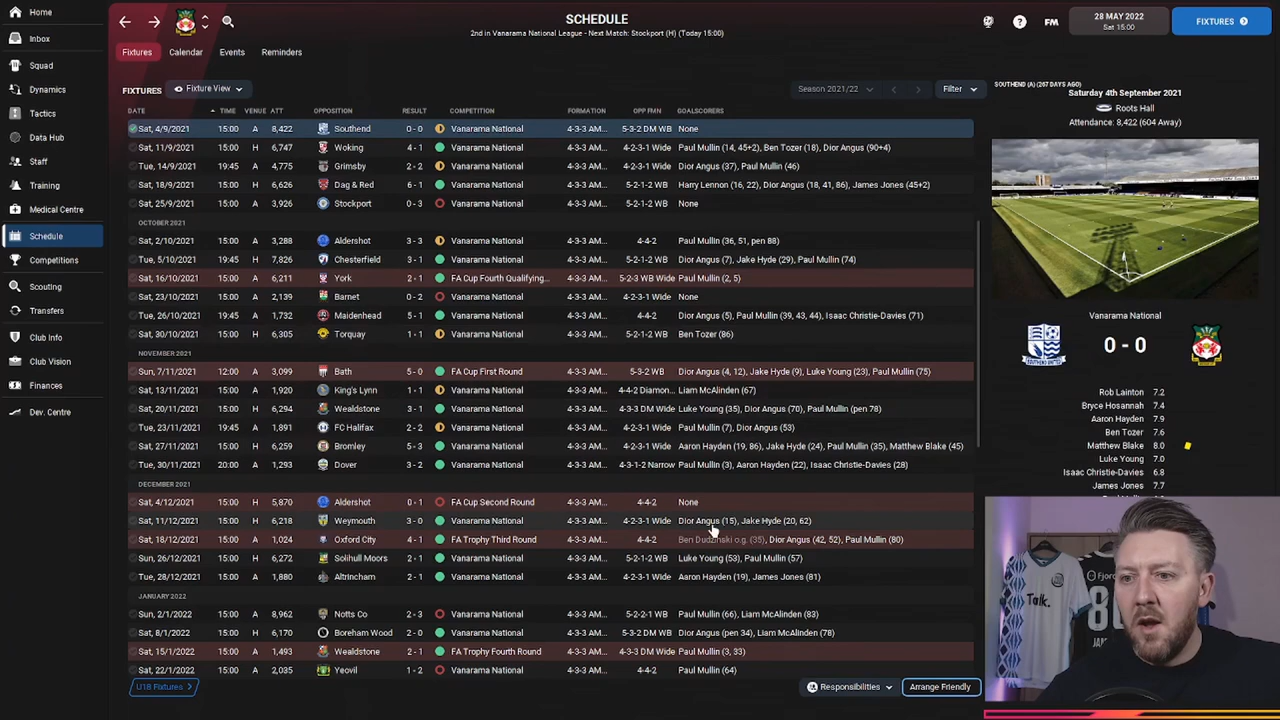 Home
SCHEDULE
2nd in Vanarama National League - Next Match: Stockport (H) (Today 15:00)
FM
28 MAY 2022
Sat 15:00
FIXTURES
Inbox
Squad
Dynamics
Tactics
Data Hub
Staff
Training
Medical Centre
Schedule
Competitions
Scouting
Transfers
Club Info
Club Vision
Finances
Dev. Centre
Fixtures Calendar Events Reminders
FIXTURES Fixture View Season 2021/22 Filter
DATE TIME VENUE ATT OPPOSITION RESULT COMPETITION FORMATION OPP FMN GOALSCORERS
Sat, 4/9/2021 15:00 A 8,422 Southend 0 - 0 Vanarama National 4-3-3 AM... 5-3-2 DM WB None
Sat, 11/9/2021 15:00 H 6,747 Woking 4 - 1 Vanarama National 4-3-3 AM... 4-2-3-1 Wide Paul Mullin (14, 45+2), Ben Tozer (18), Dior Angus (90+4)
Tue, 14/9/2021 19:45 A 4,775 Grimsby 2 - 2 Vanarama National 4-3-3 AM... 4-2-3-1 Wide Dior Angus (37), Paul Mullin (46)
Sat, 18/9/2021 15:00 H 6,626 Dag & Red 6 - 1 Vanarama National 4-3-3 AM... 5-2-1-2 WB Harry Lennon (16, 22), Dior Angus (18, 41, 86), James Jones (45+2)
Sat, 25/9/2021 15:00 A 3,926 Stockport 0 - 3 Vanarama National 4-3-3 AM... 5-2-1-2 WB None
OCTOBER 2021
Sat, 2/10/2021 15:00 A 3,288 Aldershot 3 - 3 Vanarama National 4-3-3 AM... 4-4-2 Paul Mullin (36, 51, pen 88)
Tue, 5/10/2021 19:45 H 7,826 Chesterfield 3 - 1 Vanarama National 4-3-3 AM... 4-2-3-1 Wide Dior Angus (7), Jake Hyde (29), Paul Mullin (74)
Sat, 16/10/2021 15:00 H 6,211 York 2 - 1 FA Cup Fourth Qualifying... 4-3-3 AM... 5-2-3 WB Wide Paul Mullin (2, 5)
Sat, 23/10/2021 15:00 A 2,139 Barnet 0 - 2 Vanarama National 4-3-3 AM... 4-2-3-1 Wide None
Tue, 26/10/2021 19:45 A 1,732 Maidenhead 5 - 1 Vanarama National 4-3-3 AM... 4-4-2 Dior Angus (5), Paul Mullin (39, 43, 44), Isaac Christie-Davies (71)
Sat, 30/10/2021 15:00 H 6,305 Torquay 1 - 1 Vanarama National 4-3-3 AM... 5-2-1-2 WB Ben Tozer (86)
NOVEMBER 2021
Sun, 7/11/2021 12:00 A 3,099 Bath 5 - 0 FA Cup First Round 4-3-3 AM... 5-3-2 WB Dior Angus (4, 12), Jake Hyde (9), Luke Young (23), Paul Mullin (75)
Sat, 13/11/2021 15:00 A 1,920 King's Lynn 1 - 1 Vanarama National 4-3-3 AM... 4-4-2 Diamon... Liam McAlinden (67)
Sat, 20/11/2021 15:00 H 6,294 Wealdstone 3 - 1 Vanarama National 4-3-3 AM... 4-3-3 DM Wide Luke Young (35), Dior Angus (70), Paul Mullin (pen 78)
Tue, 23/11/2021 19:45 A 1,891 FC Halifax 2 - 2 Vanarama National 4-3-3 AM... 4-2-3-1 Wide Paul Mullin (7), Dior Angus (53)
Sat, 27/11/2021 15:00 H 6,259 Bromley 5 - 3 Vanarama National 4-3-3 AM... 4-2-3-1 Wide Aaron Hayden (19, 86), Jake Hyde (24), Paul Mullin (35), Matthew Blake (45)
Tue, 30/11/2021 20:00 A 1,293 Dover 3 - 2 Vanarama National 4-3-3 AM... 4-3-1-2 Narrow Paul Mullin (3), Aaron Hayden (22), Isaac Christie-Davies (28)
DECEMBER 2021
Sat, 4/12/2021 15:00 H 5,870 Aldershot 0 - 1 FA Cup Second Round 4-3-3 AM... 4-4-2 None
Sat, 11/12/2021 15:00 H 6,218 Weymouth 3 - 0 Vanarama National 4-3-3 AM... 4-2-3-1 Wide Dior Angus (15), Jake Hyde (20, 62)
Sat, 18/12/2021 15:00 A 1,024 Oxford City 4 - 1 FA Trophy Third Round 4-3-3 AM... 4-4-2 Ben Dudzinski o.g. (35), Dior Angus (42, 52), Paul Mullin (80)
Sun, 26/12/2021 15:00 H 6,272 Solihull Moors 2 - 1 Vanarama National 4-3-3 AM... 5-2-1-2 WB Luke Young (53), Paul Mullin (57)
Tue, 28/12/2021 15:00 A 1,880 Altrincham 2 - 1 Vanarama National 4-3-3 AM... 4-2-3-1 Wide Aaron Hayden (19), James Jones (81)
JANUARY 2022
Sun, 2/1/2022 15:00 A 8,962 Notts Co 2 - 3 Vanarama National 4-3-3 AM... 5-2-2-1 WB Paul Mullin (66), Liam McAlinden (83)
Sat, 8/1/2022 15:00 H 6,170 Boreham Wood 2 - 0 Vanarama National 4-3-3 AM... 5-3-2 DM WB Dior Angus (pen 34), Liam McAlinden (78)
Sat, 15/1/2022 15:00 A 1,493 Wealdstone 2 - 1 FA Trophy Fourth Round 4-3-3 AM... 4-3-3 DM Wide Paul Mullin (3, 33)
Sat, 22/1/2022 15:00 A 2,035 Yeovil 1 - 2 Vanarama National 4-3-3 AM... 4-4-2 Paul Mullin (64)
U18 Fixtures Responsibilities Arrange Friendly
SOUTHEND (A) (267 DAYS AGO)
Saturday 4th September 2021
Roots Hall
Attendance: 8,422 (604 Away)
Vanarama National
0 - 0
Rob Lainton 7.2
Bryce Hosannah 7.4
Aaron Hayden 7.9
Ben Tozer 7.6
Matthew Blake 8.0
Luke Young 7.0
Isaac Christie-Davies 6.8
James Jones 7.7
Talk.
Fjor